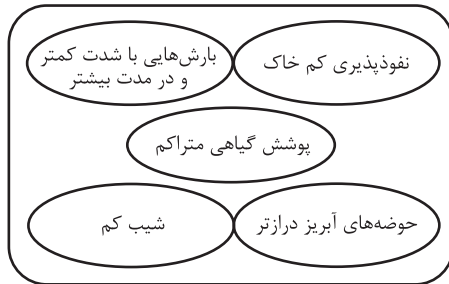 نفوذپذیری کم خاک
بارش‌هایی با شدت کمتر
و در مدت بیشتر
پوشش گیاهی متراکم
حوضه‌های آبریز درازتر
شیب کم